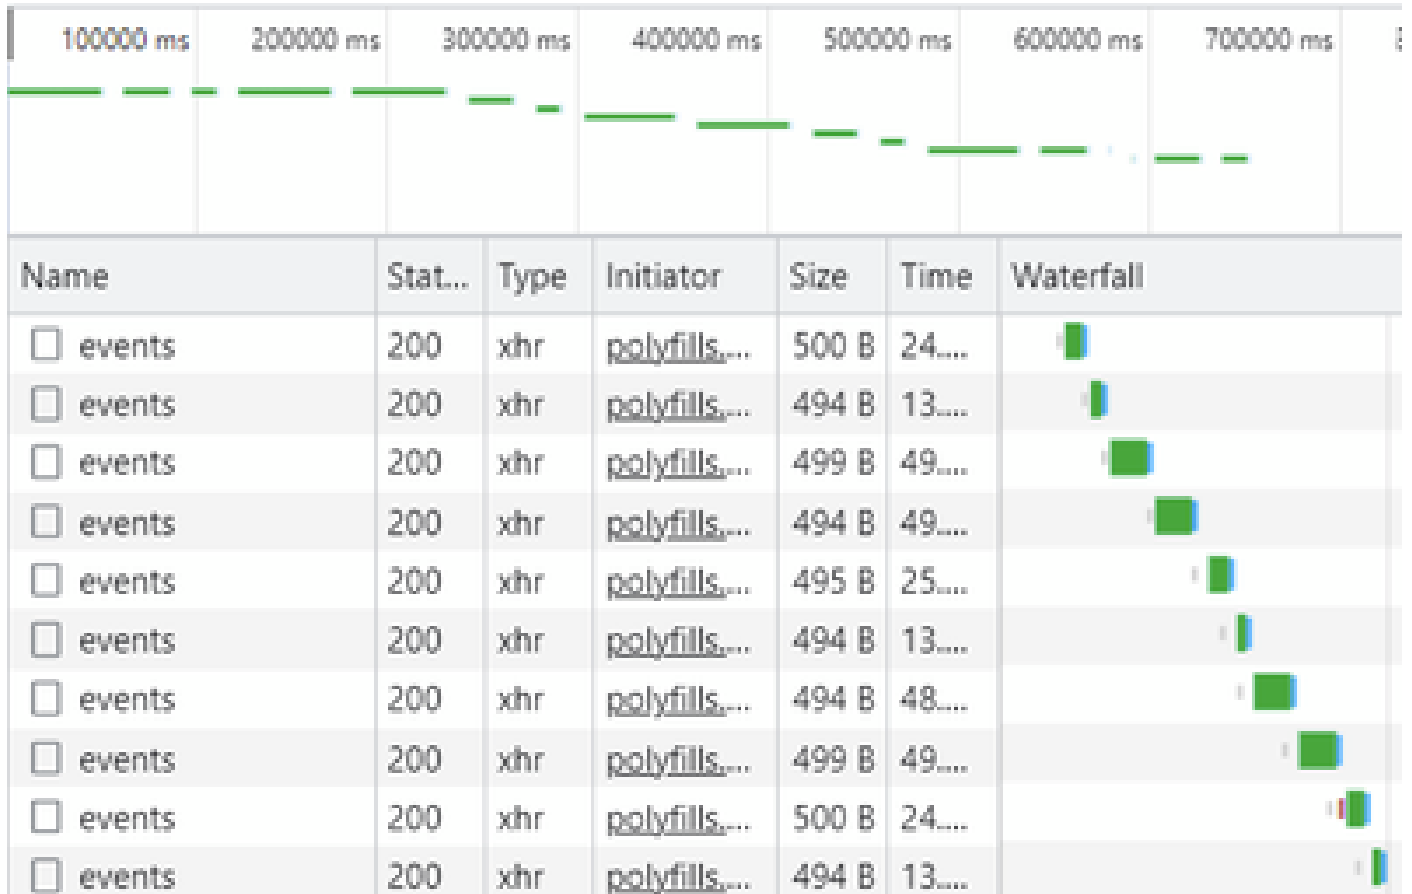 100000 ms 200000 ms 300000 ms 400000 ms 500000 ms 600000 ms 700000 ms
Name Stat... Type Initiator Size Time Waterfall
events 200 xhr polyfills.... 500 B 24....
events 200 xhr polyfills.... 494 B 13....
events 200 xhr polyfills.... 499 B 49....
events 200 xhr polyfills.... 494 B 49....
events 200 xhr polyfills.... 495 B 25....
events 200 xhr polyfills.... 494 B 13....
events 200 xhr polyfills.... 494 B 48....
events 200 xhr polyfills.... 499 B 49....
events 200 xhr polyfills.... 500 B 24....
events 200 xhr polyfills.... 494 B 13....